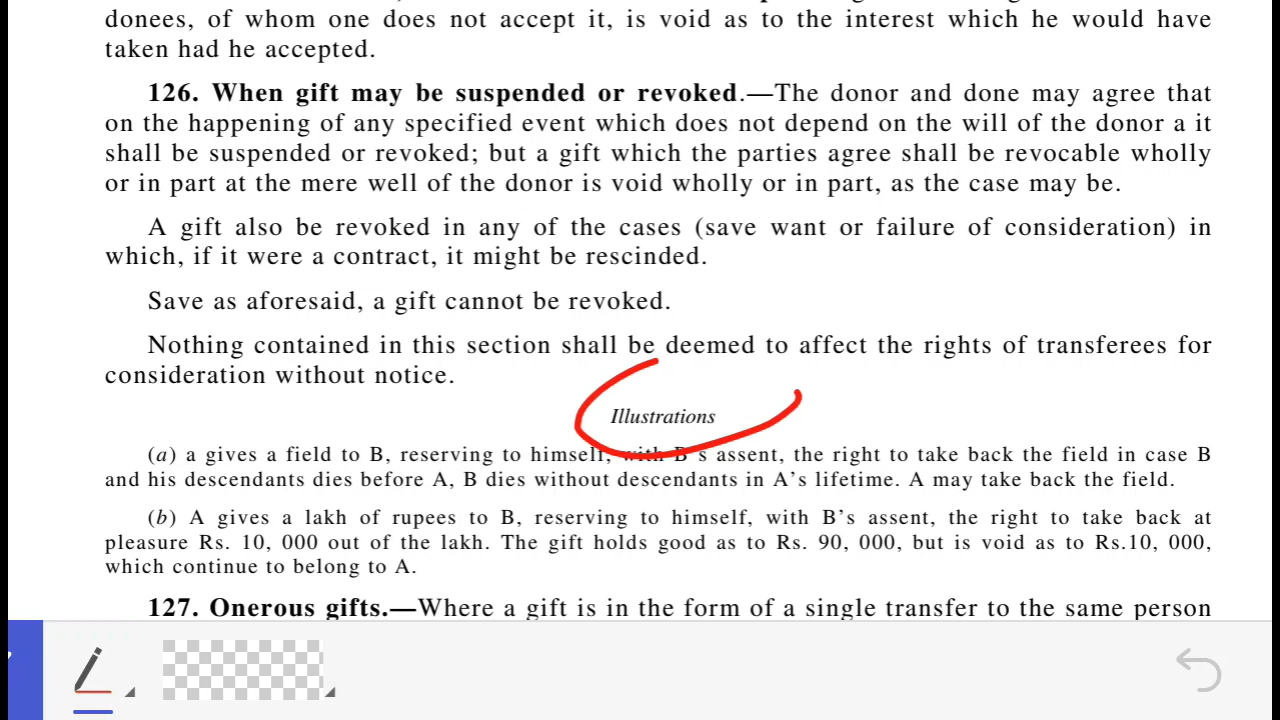 donees, of whom one does not accept it, is void as to the interest which he would have
taken had he accepted.
126. When gift may be suspended or revoked.—The donor and done may agree that
on the happening of any specified event which does not depend on the will of the donor a it
shall be suspended or revoked; but a gift which the parties agree shall be revocable wholly
or in part at the mere well of the donor is void wholly or in part, as the case may be.
A gift also be revoked in any of the cases (save want or failure of consideration) in
which, if it were a contract, it might be rescinded.
Save as aforesaid, a gift cannot be revoked.
Nothing contained in this section shall be deemed to affect the rights of transferees for
consideration without notice.
Illustrations
(a) a gives a field to B, reserving to himself, with B's assent, the right to take back the field in case B
and his descendants dies before A, B dies without descendants in A's lifetime. A may take back the field.
(b) A gives a lakh of rupees to B, reserving to himself, with B's assent, the right to take back at
pleasure Rs. 10, 000 out of the lakh. The gift holds good as to Rs. 90, 000, but is void as to Rs.10, 000,
which continue to belong to A.
127. Onerous gifts.—Where a gift is in the form of a single transfer to the same person